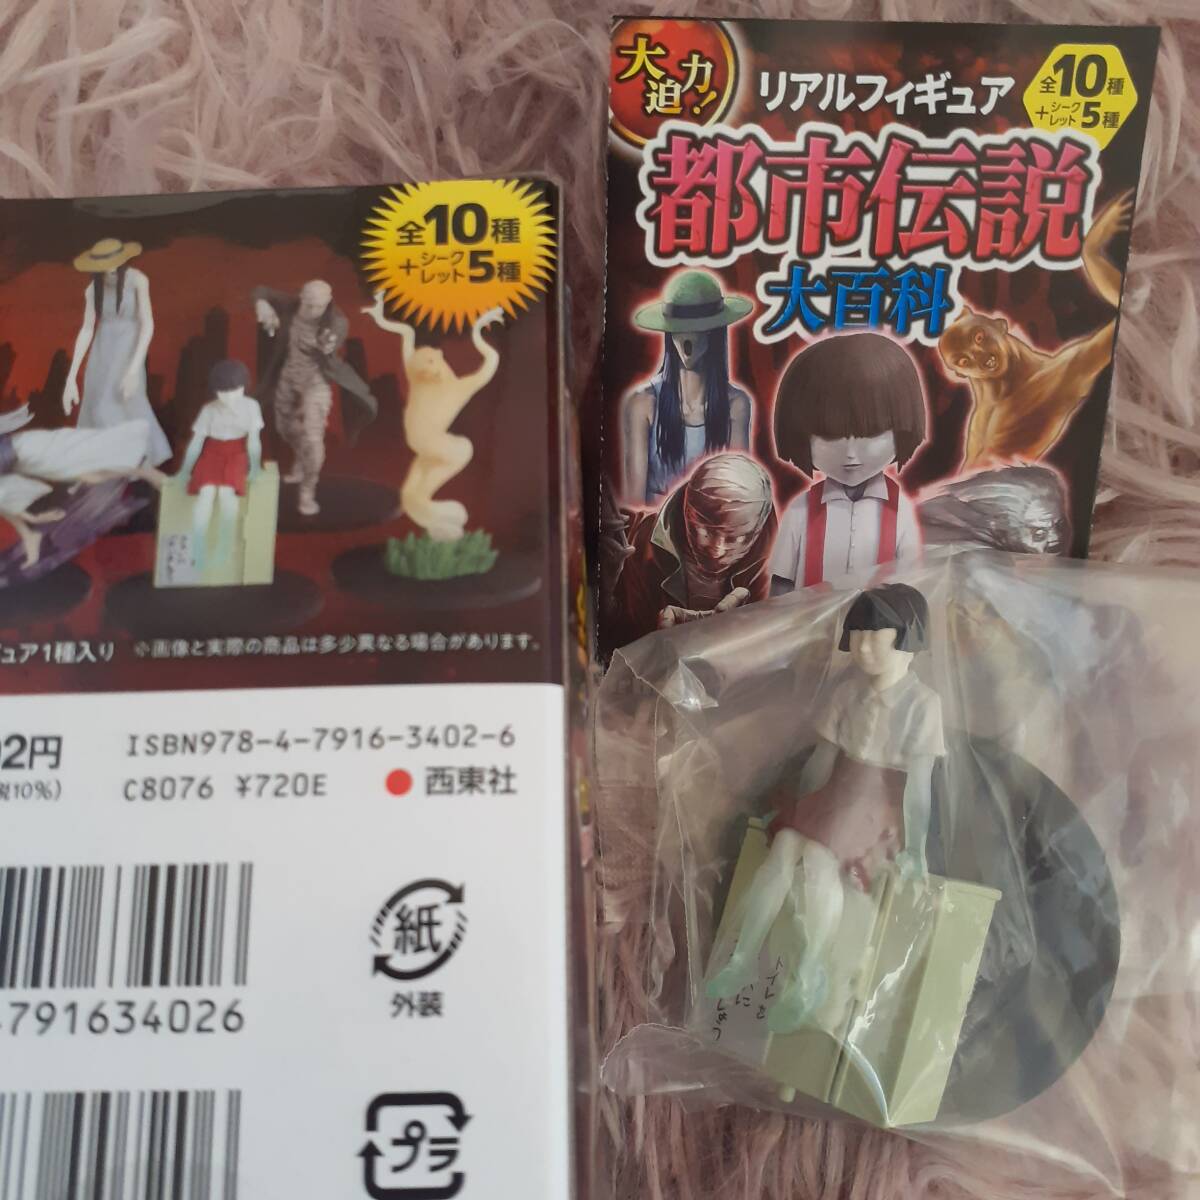 大迫力!
リアルフィギュア
全10種
+シークレット5種
都市伝説
大百科
全10種
+シークレット5種
ュア1種入り ※画像と実際の商品は多少異なる場合があります。
02円
10%)
ISBN978-4-7916-3402-6
C8076 ¥720E
西東社
791634026
紙
外装
プラ